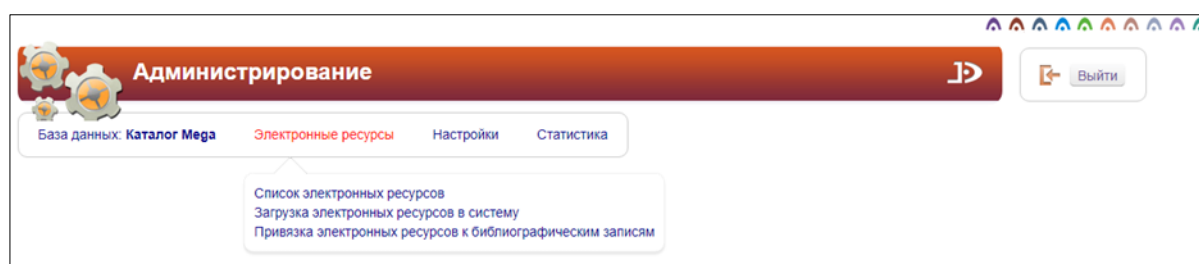 Администрирование
Выйти
База данных: Каталог Mega Электронные ресурсы Настройки Статистика
Список электронных ресурсов
Загрузка электронных ресурсов в систему
Привязка электронных ресурсов к библиографическим записям